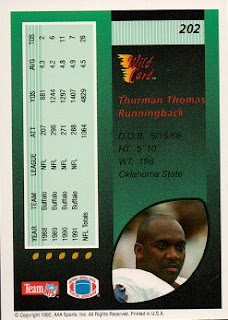 202
Wild
Card
Thurman Thomas
Runningback
D.O.B. 5/16/66
HT. 5' 10"
WT. 198
Oklahoma State
YEAR TEAM LEAGUE ATT YDS AVG TDS
1988 Buffalo NFL 207 881 4.3 2
1989 Buffalo NFL 298 1244 4.2 6
1990 Buffalo NFL 271 1297 4.8 11
1991 Buffalo NFL 288 1407 4.9 7
NFL Totals 1064 4829 4.5 26
Team
NFL
© Copyright 1992, AAA Sports, Inc. All Rights Reserved. Printed in U.S.A.